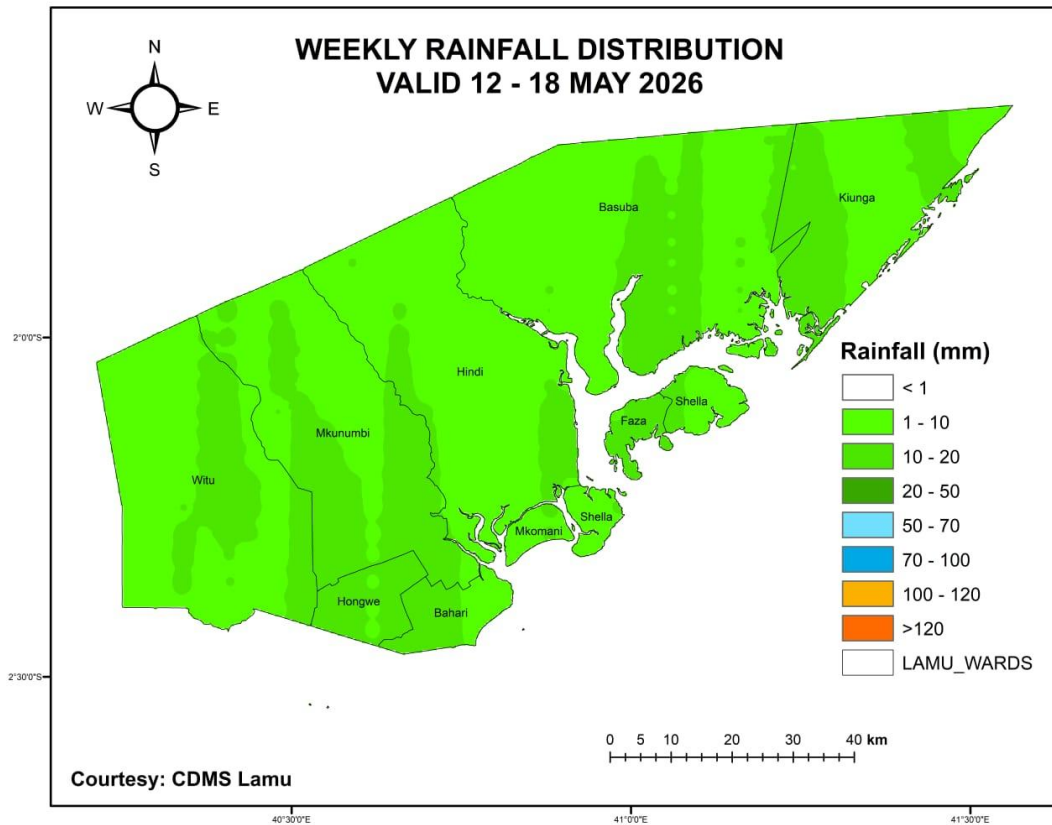 WEEKLY RAINFALL DISTRIBUTION
VALID 12 - 18 MAY 2026
N
W E
S
Kiunga
Basuba
2°0'0"S
Hindi
Shella
Faza
Mkunumbi
Witu
Shella
Mkomani
Hongwe
Bahari
Rainfall (mm)
< 1
1 - 10
10 - 20
20 - 50
50 - 70
70 - 100
100 - 120
>120
LAMU_WARDS
2°30'0"S
0 5 10 20 30 40 km
Courtesy: CDMS Lamu
40°30'0"E 41°0'0"E 41°30'0"E